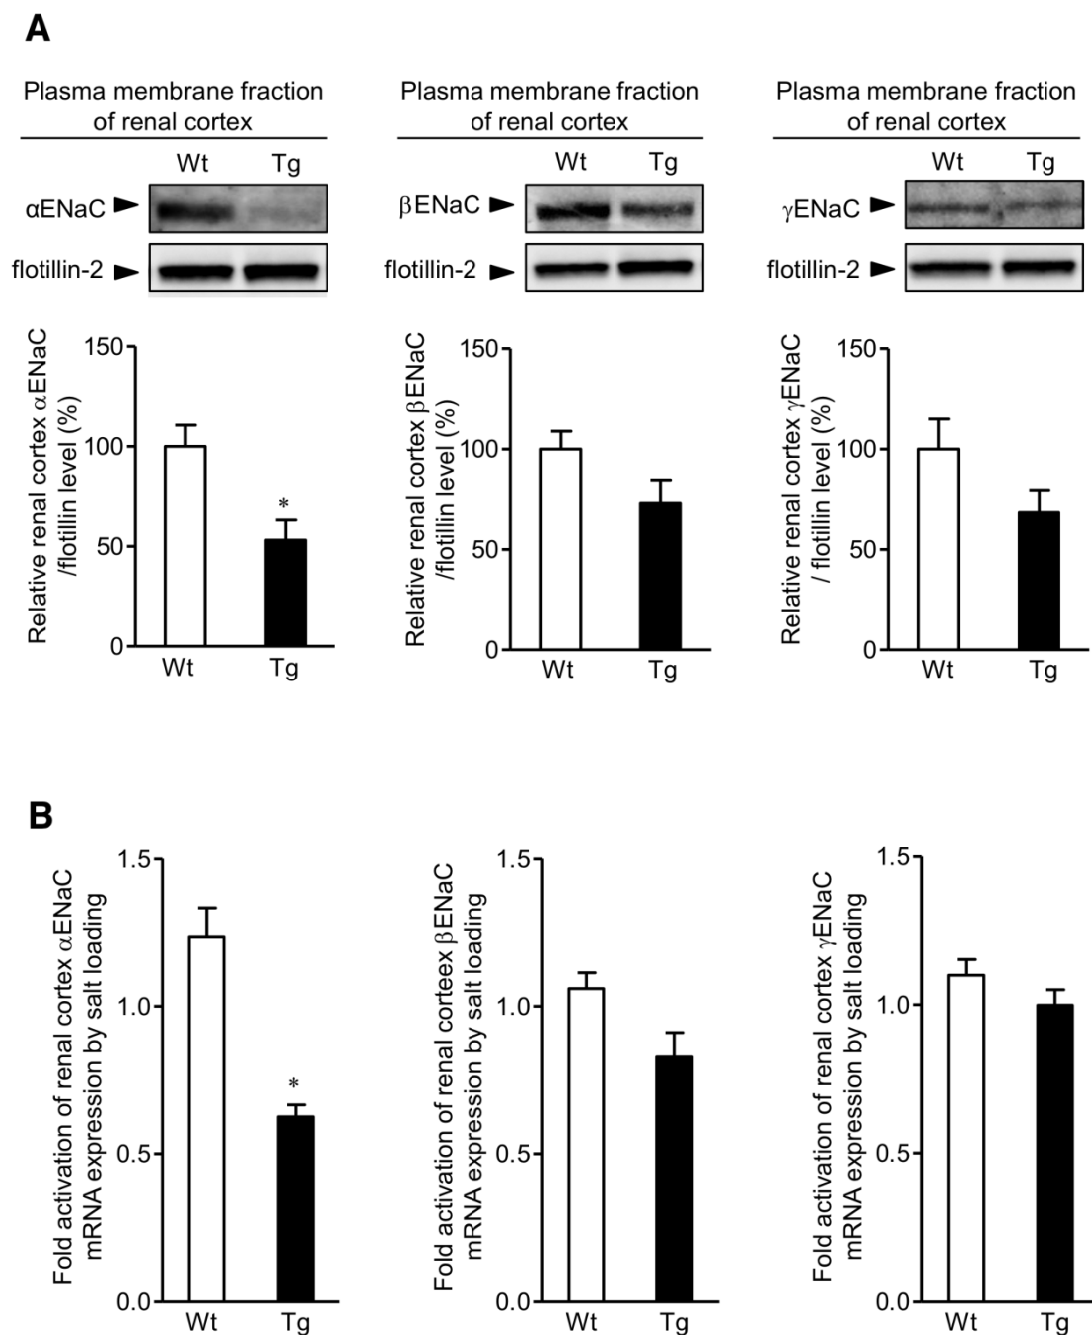 A
Plasma membrane fraction
of renal cortex
Wt Tg
αENaC
flotillin-2
Relative renal cortex αENaC
/flotillin level (%)
150
100
50
0
*
Wt Tg
Plasma membrane fraction
of renal cortex
Wt Tg
βENaC
flotillin-2
Relative renal cortex βENaC
/flotillin level (%)
150
100
50
0
Wt Tg
Plasma membrane fraction
of renal cortex
Wt Tg
γENaC
flotillin-2
Relative renal cortex γENaC
/ flotillin level (%)
150
100
50
0
Wt Tg
B
Fold activation of renal cortex αENaC
mRNA expression by salt loading
1.5
1.0
0.5
0.0
*
Wt Tg
Fold activation of renal corteex βENaC
mRNA expression by salt loading
1.5
1.0
0.5
0.0
Wt Tg
Fold activation of renal cortex γENaC
mRNA expression by salt loading
1.5
1.0
0.5
0.0
Wt Tg